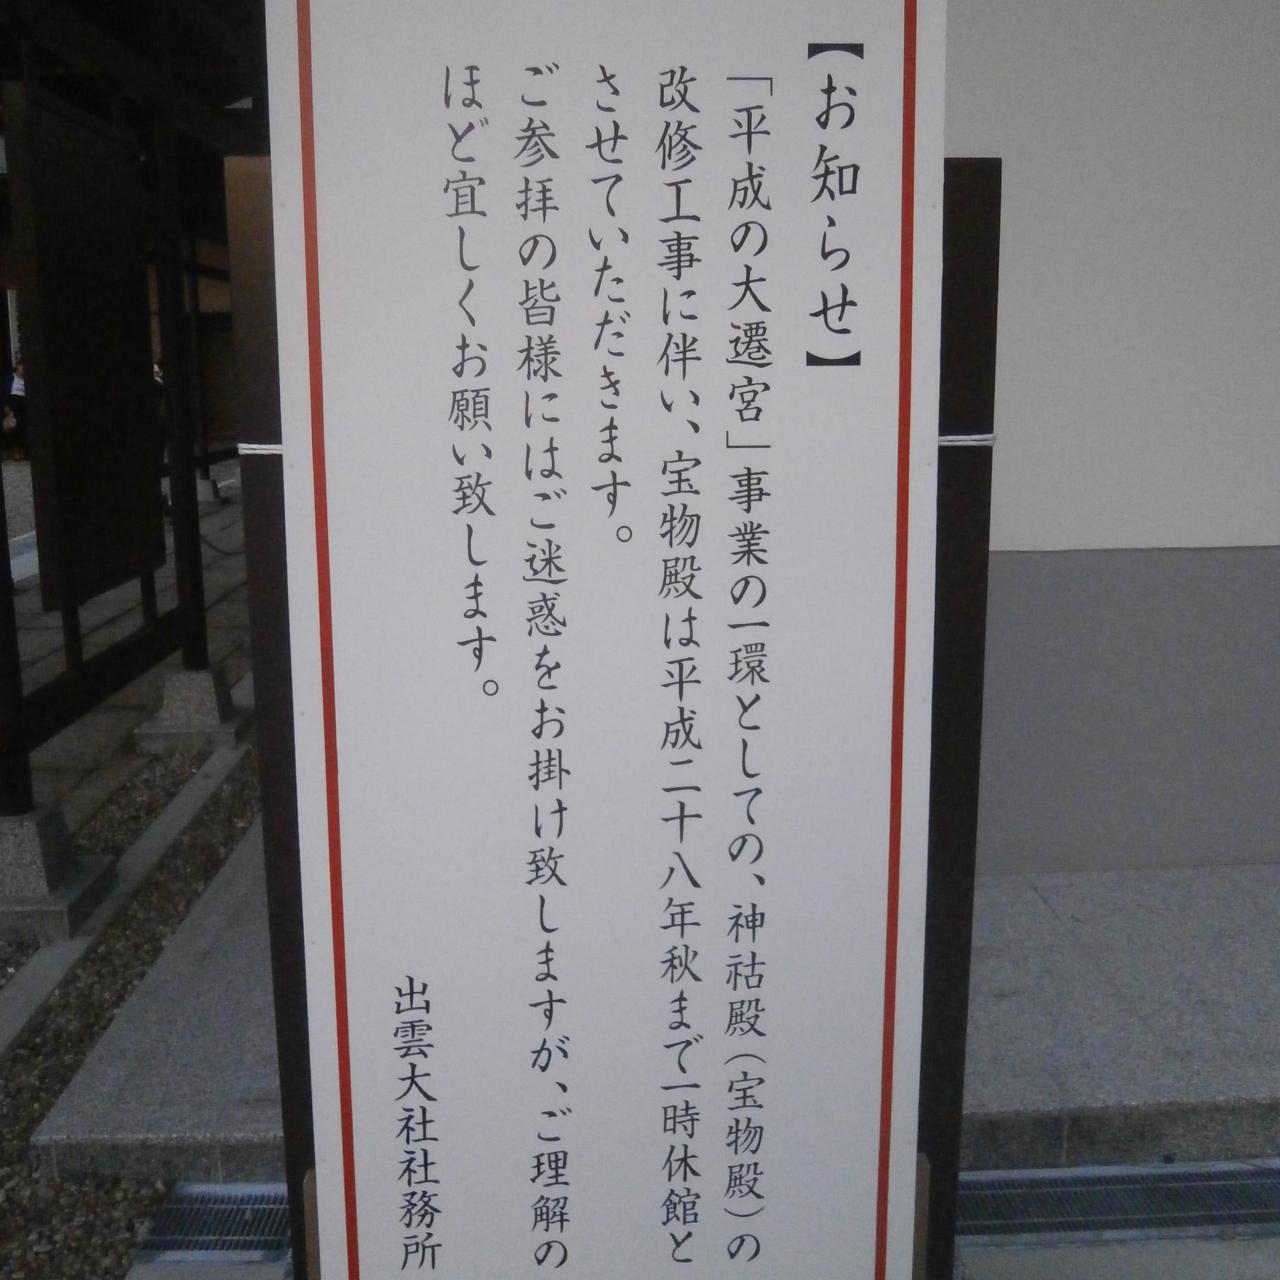 【お知らせ】
「平成の大遷宮」事業の一環としての、神祜殿(宝物殿)の
改修工事に伴い、宝物殿は平成二十八年秋まで一時休館と
させていただきます。
ご参拝の皆様にはご迷惑をお掛け致しますが、ご理解の
ほど宜しくお願い致します。
出雲大社社務所